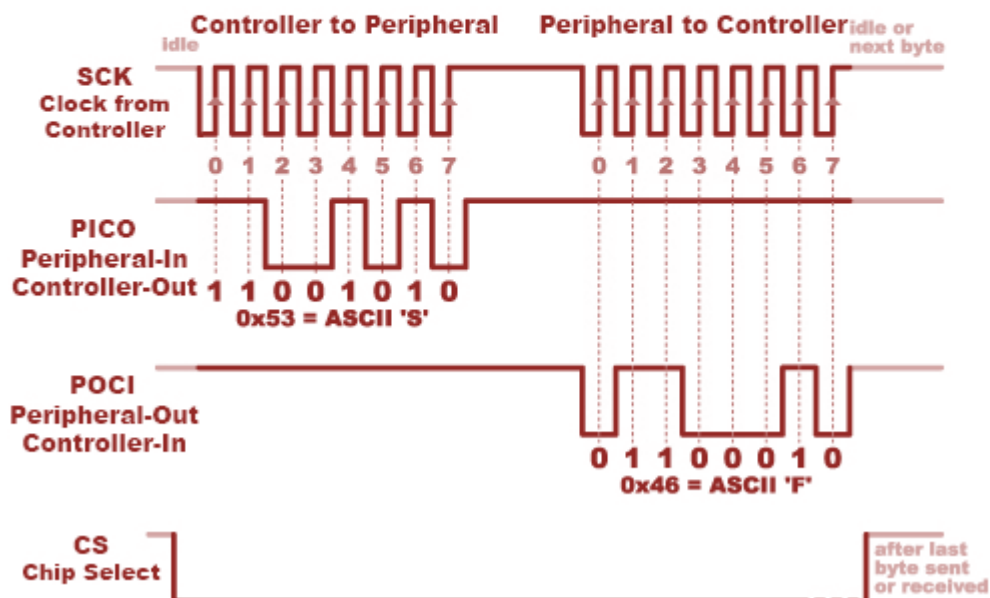 Controller to Peripheral
Peripheral to Controller
idle
idle or
next byte
SCK
Clock from
Controller
0 1 2 3 4 5 6 7
0 1 2 3 4 5 6 7
PICO
Peripheral-In
Controller-Out
1 1 0 0 1 0 1 0
0x53 = ASCII 'S'
POCI
Peripheral-Out
Controller-In
0 1 1 0 0 0 1 0
0x46 = ASCII 'F'
CS
Chip Select
after last
byte sent
or received